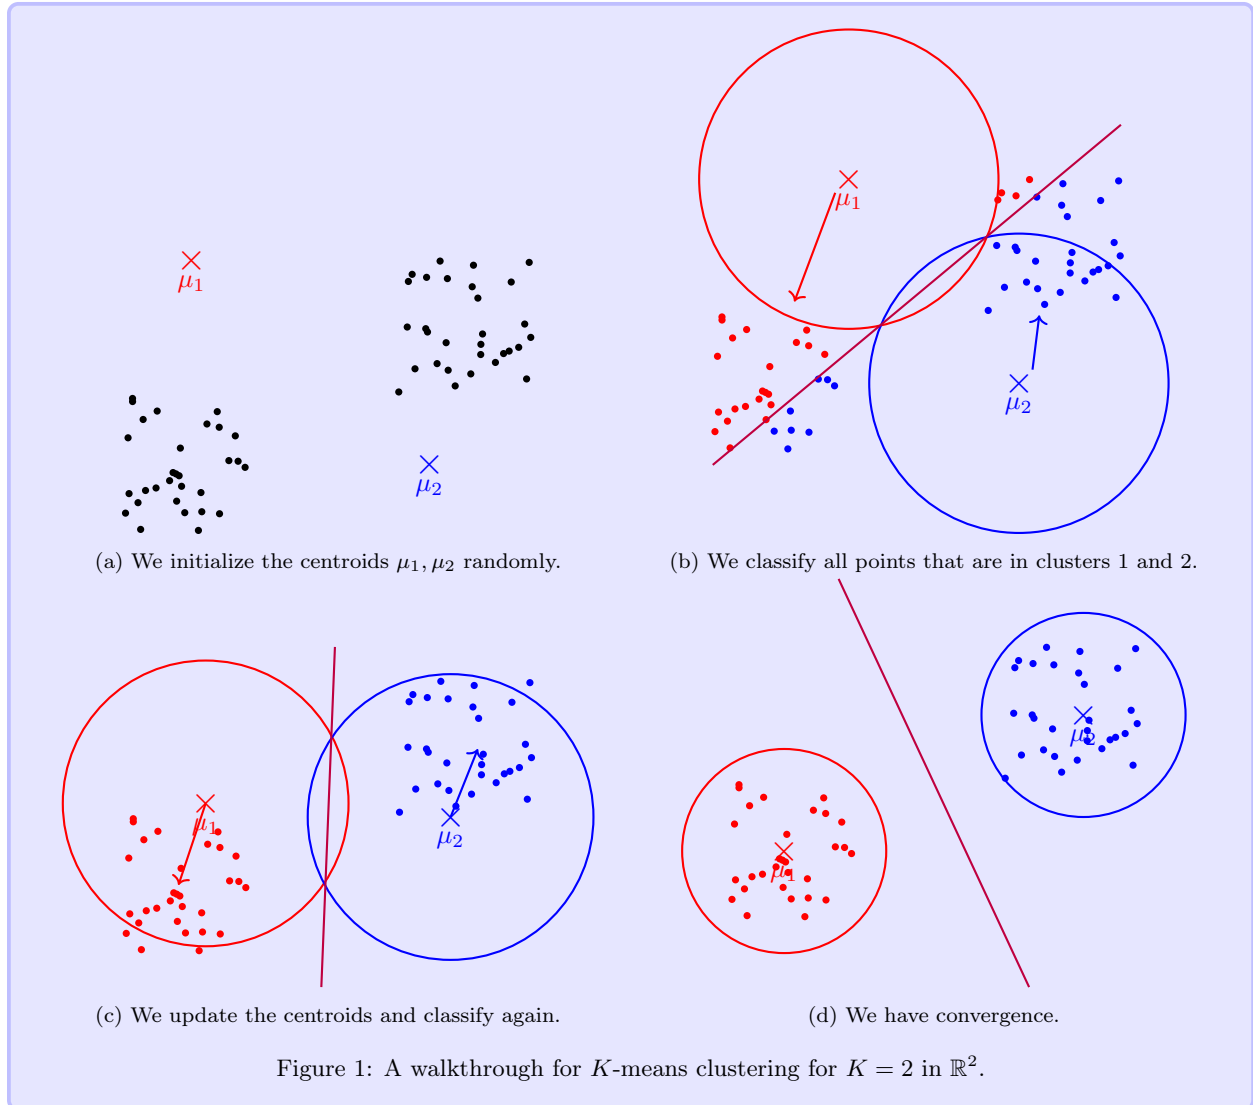 μ₁
μ₂
(a) We initialize the centroids μ₁, μ₂ randomly.
μ₁
μ₂
(b) We classify all points that are in clusters 1 and 2.
μ₁
μ₂
(c) We update the centroids and classify again.
μ₂
μ₁
(d) We have convergence.
Figure 1: A walkthrough for K-means clustering for K = 2 in ℝ².